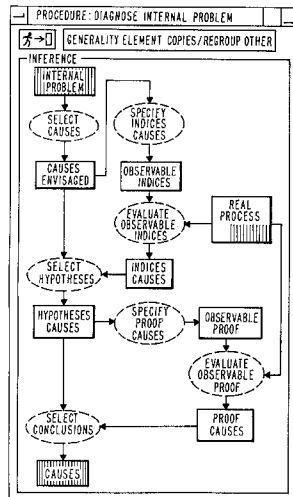 PROCEDURE: DIAGNOSE INTERNAL PROBLEM
GENERALITY ELEMENT COPIES/REGROUP OTHER
INFERENCE
INTERNAL
PROBLEM
SELECT
CAUSES
SPECIFY
INDICES
CAUSES
CAUSES
ENVISAGED
OBSERVABLE
INDICES
EVALUATE
OBSERVABLE
INDICES
REAL
PROCESS
SELECT
HYPOTHESES
INDICES
CAUSES
HYPOTHESES
CAUSES
SPECIFY
PROOF
CAUSES
OBSERVABLE
PROOF
EVALUATE
OBSERVABLE
PROOF
SELECT
CONCLUSIONS
PROOF
CAUSES
CAUSES